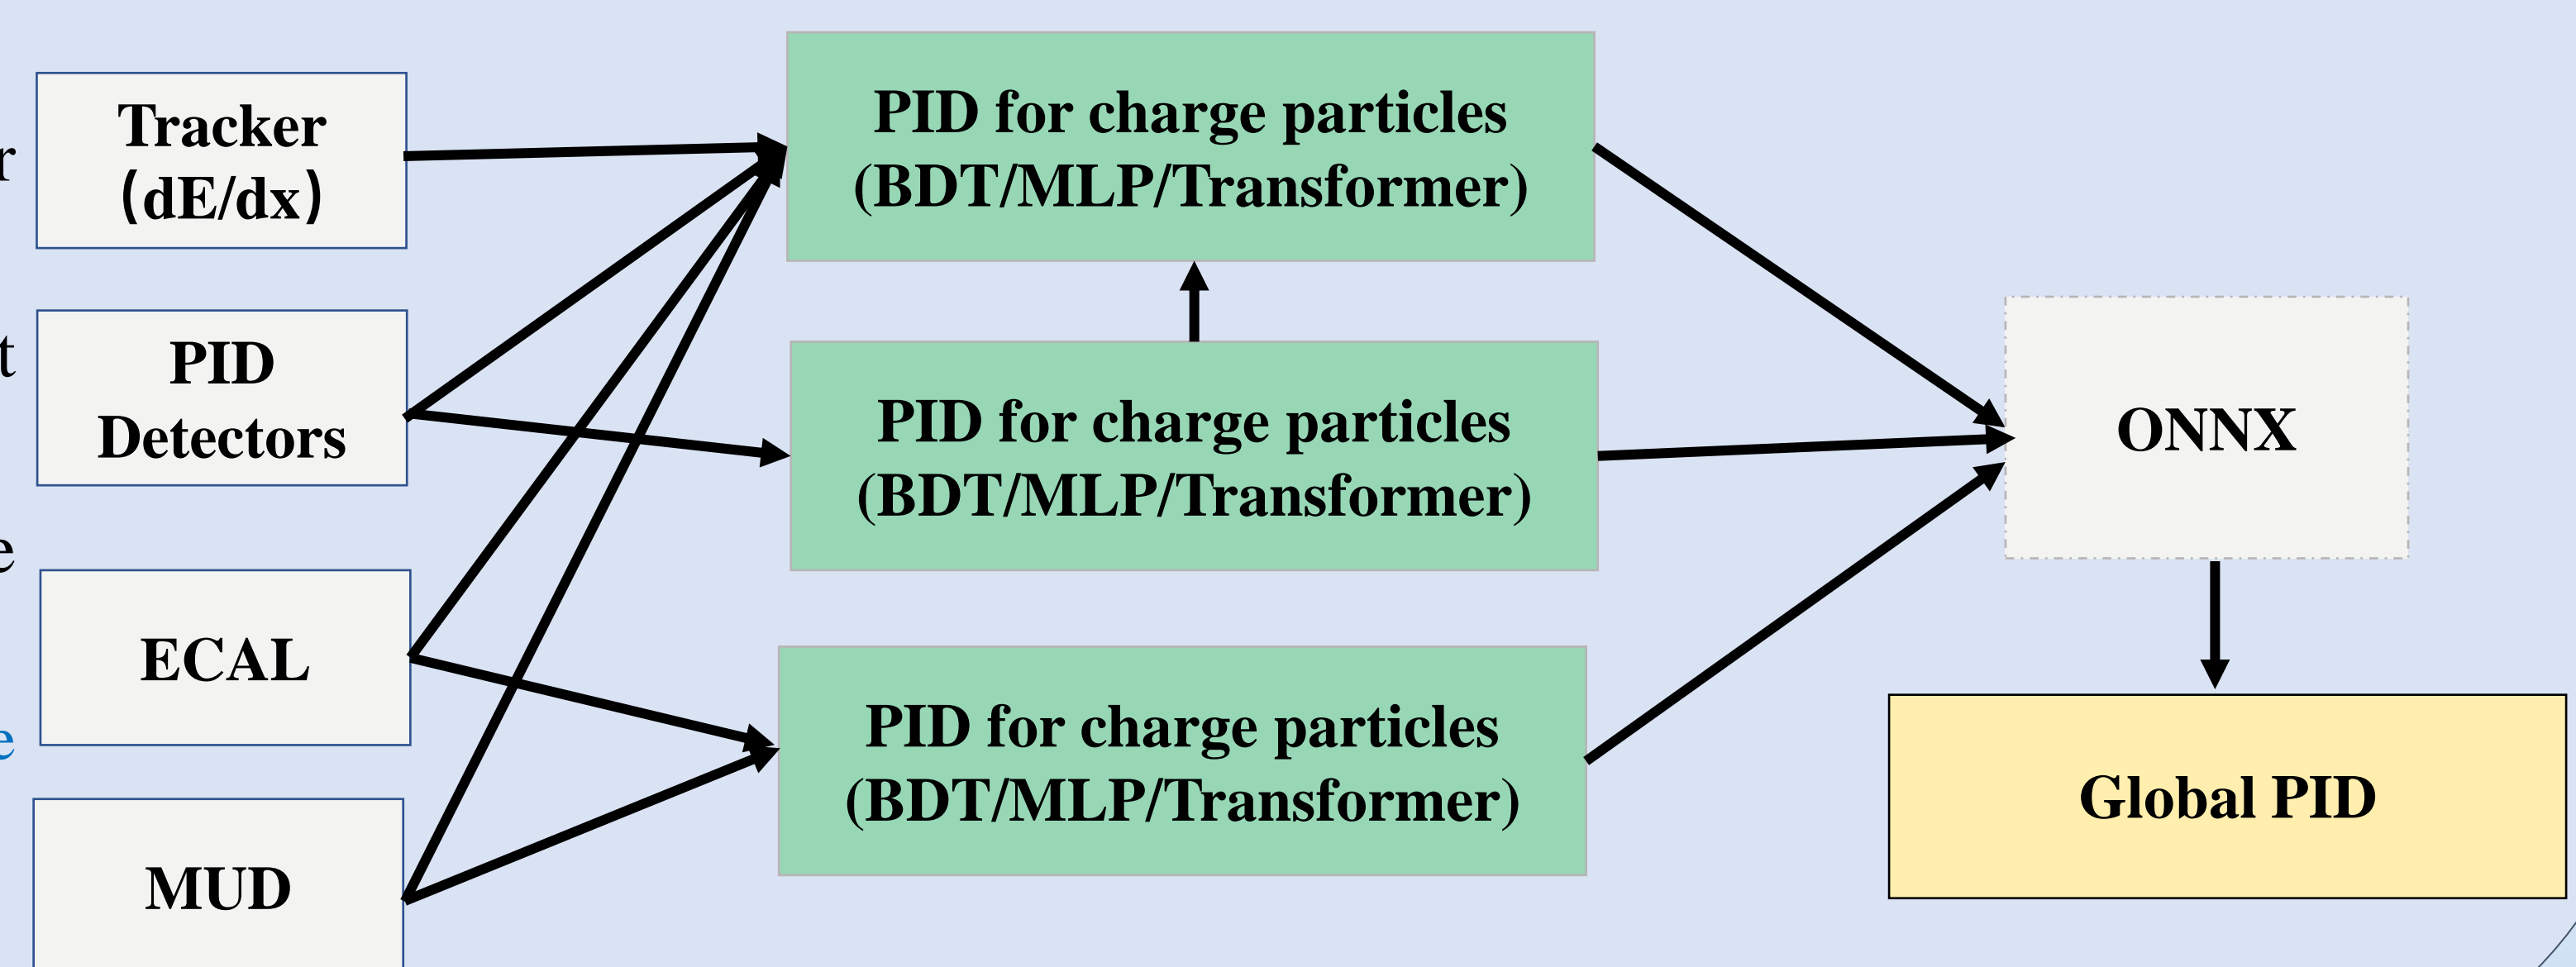 r
t
e
e
Tracker
(dE/dx)
PID
Detectors
ECAL
MUD
PID for charge particles
(BDT/MLP/Transformer)
PID for charge particles
(BDT/MLP/Transformer)
PID for charge particles
(BDT/MLP/Transformer)
ONNX
Global PID